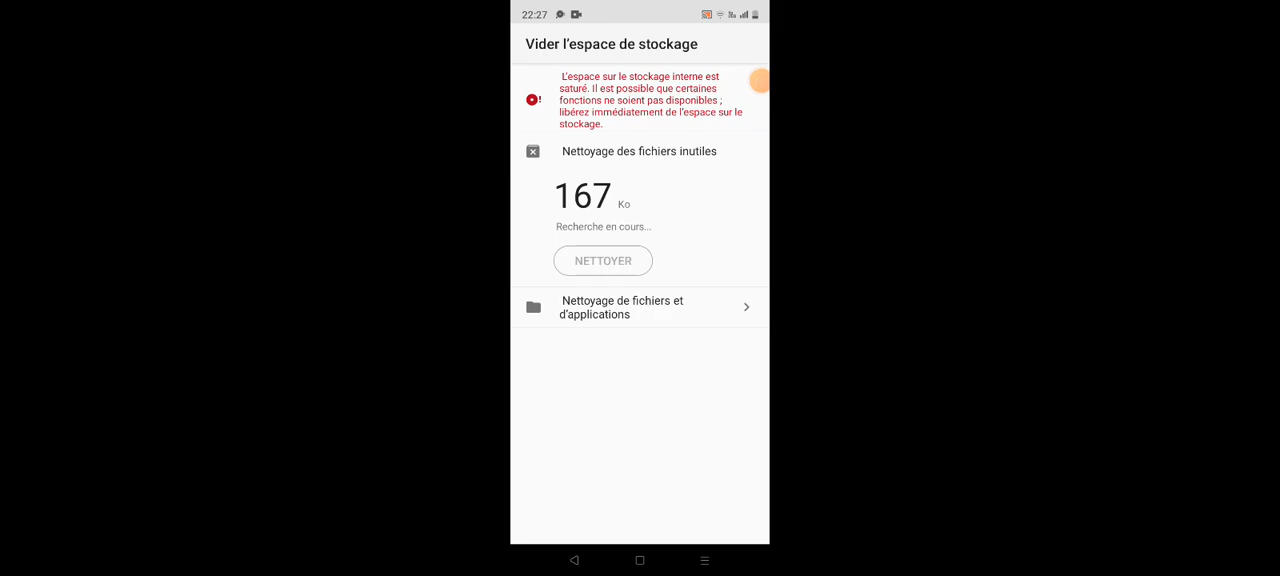 22:27
Vider l'espace de stockage
L'espace sur le stockage interne est
saturé. Il est possible que certaines
fonctions ne soient pas disponibles ;
libérez immédiatement de l'espace sur le
stockage.
Nettoyage des fichiers inutiles
167 Ko
Recherche en cours...
NETTOYER
Nettoyage de fichiers et
d'applications